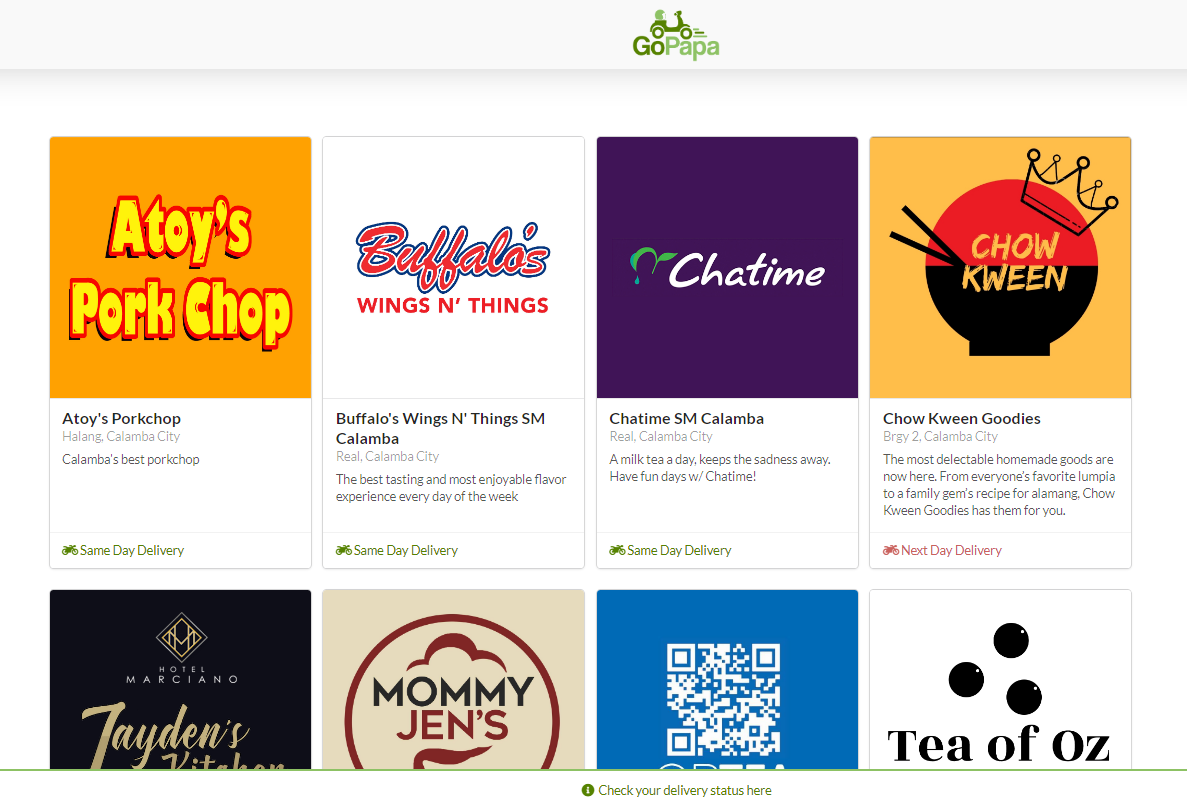 GoPapa
Atoy's
Pork Chop
Atoy's Porkchop
Halang, Calamba City
Calamba's best porkchop
Same Day Delivery
Buffalo's
WINGS N' THINGS
Buffalo's Wings N' Things SM
Calamba
Real, Calamba City
The best tasting and most enjoyable flavor
experience every day of the week
Same Day Delivery
Chatime
Chatime SM Calamba
Real, Calamba City
A milk tea a day, keeps the sadness away.
Have fun days w/ Chatime!
Same Day Delivery
CHOW
KWEEN
Chow Kween Goodies
Brgy 2, Calamba City
The most delectable homemade goods are
now here. From everyone's favorite lumpia
to a family gem's recipe for alamang, Chow
Kween Goodies has them for you.
Next Day Delivery
HOTEL
MARCIANO
Jayden's
Kitchen
MOMMY
JEN'S
Tea of Oz
Check your delivery status here